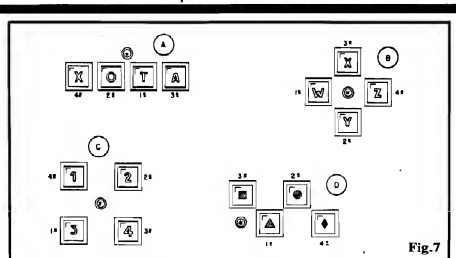 A
X O T A
4º 2º 1º 3º
B
3º
X
1º W Z 4º
Y
2º
C
4º 1 2 2º
1º 3 4 3º
D
3º 2º
1º 4º
Fig.7